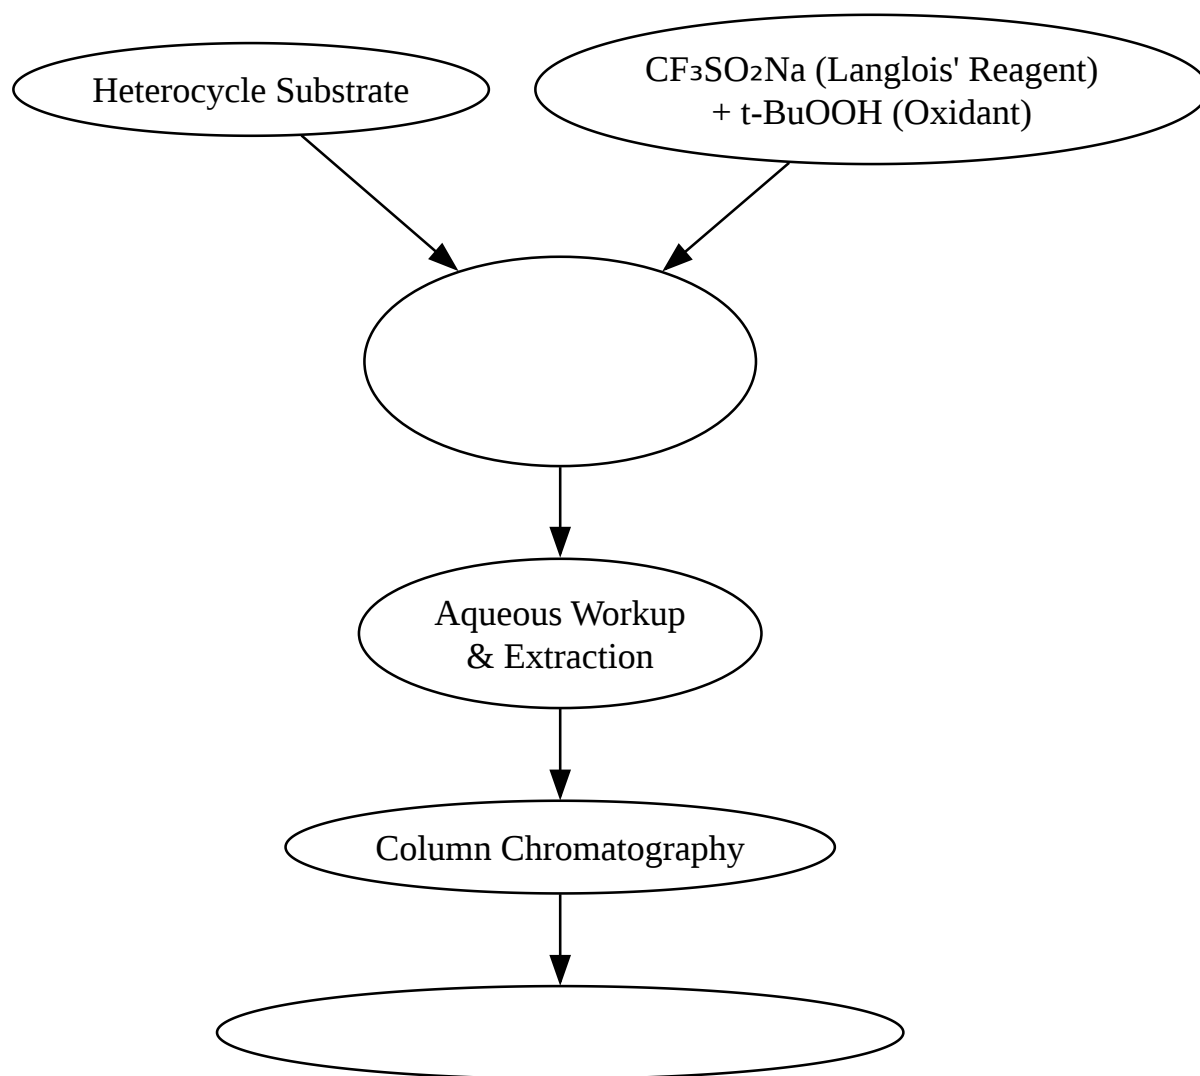 Heterocycle Substrate
CF₃SO₂Na (Langlois' Reagent)
+ t-BuOOH (Oxidant)
Aqueous Workup
& Extraction
Column Chromatography